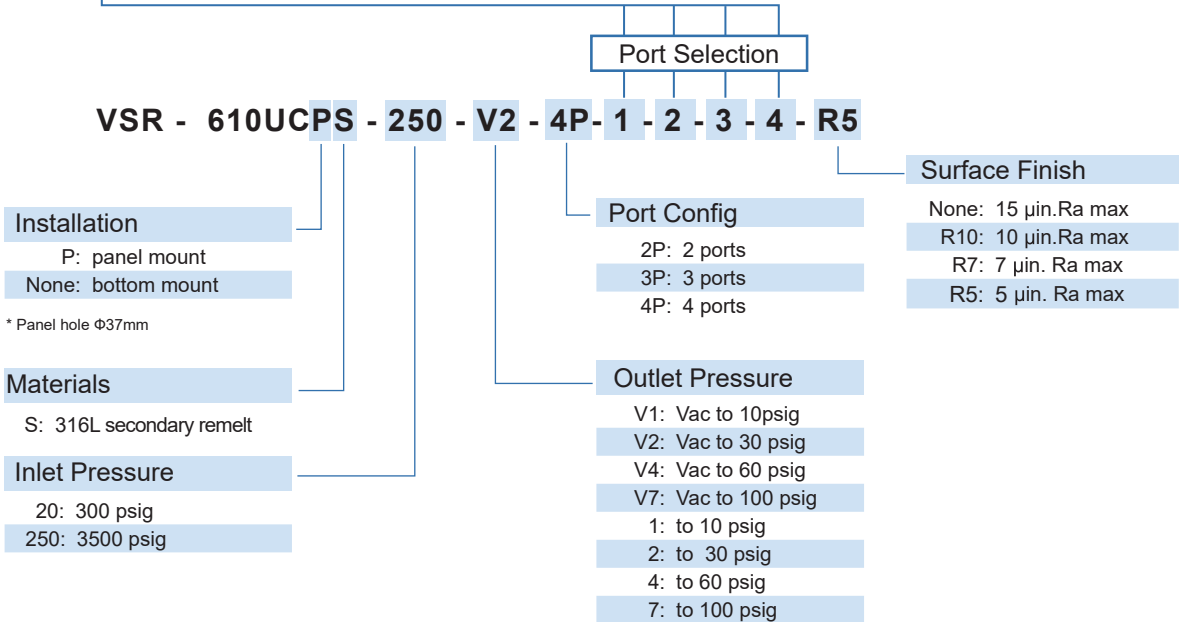 Port Selection
VSR - 610UCPS - 250 - V2 - 4P- 1 - 2 - 3 - 4 - R5
Installation
P: panel mount
None: bottom mount
* Panel hole Φ37mm
Materials
S: 316L secondary remelt
Inlet Pressure
20: 300 psig
250: 3500 psig
Port Config
2P: 2 ports
3P: 3 ports
4P: 4 ports
Outlet Pressure
V1: Vac to 10psig
V2: Vac to 30 psig
V4: Vac to 60 psig
V7: Vac to 100 psig
1: to 10 psig
2: to 30 psig
4: to 60 psig
7: to 100 psig
Surface Finish
None: 15 µin.Ra max
R10: 10 µin.Ra max
R7: 7 µin. Ra max
R5: 5 µin. Ra max